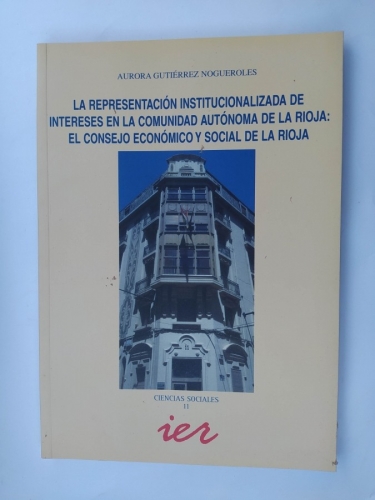 AURORA GUTIÉRREZ NOGUEROLES
LA REPRESENTACIÓN INSTITUCIONALIZADA DE
INTERESES EN LA COMUNIDAD AUTÓNOMA DE LA RIOJA:
EL CONSEJO ECONÓMICO Y SOCIAL DE LA RIOJA
CIENCIAS SOCIALES
11
ier